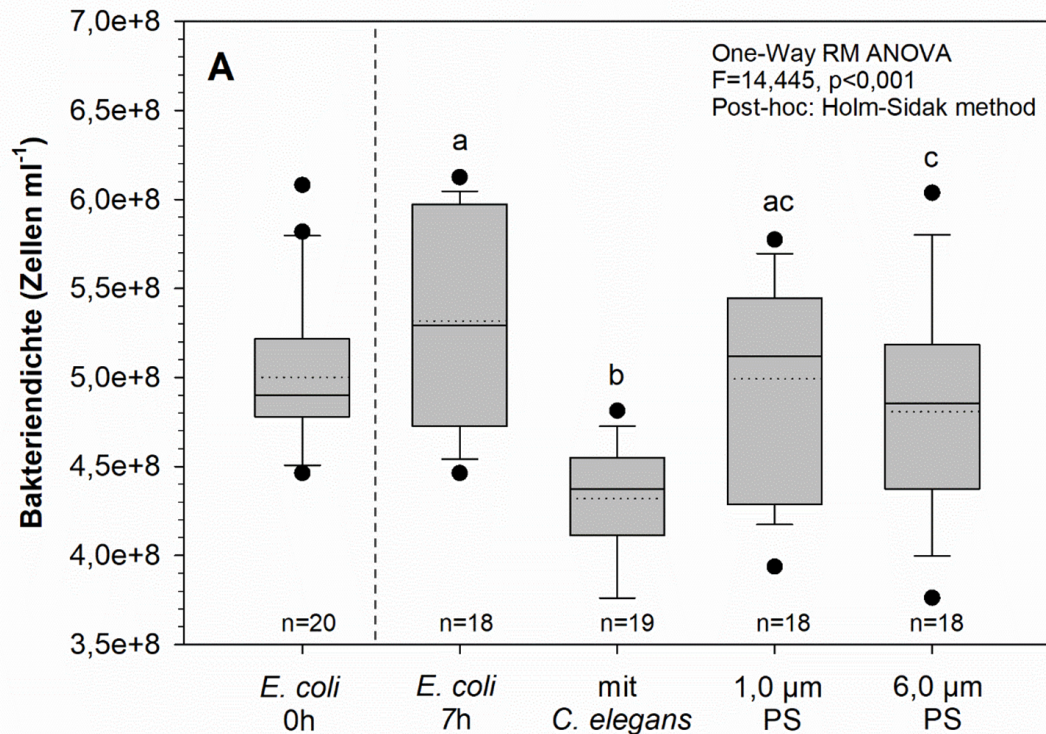 A
One-Way RM ANOVA
F=14,445, p<0,001
Post-hoc: Holm-Sidak method
Bakteriendichte (Zellen ml⁻¹)
7,0e+8
6,5e+8
6,0e+8
5,5e+8
5,0e+8
4,5e+8
4,0e+8
3,5e+8
a
b
ac
c
n=20
n=18
n=19
n=18
n=18
E. coli
0h
E. coli
7h
mit
C. elegans
1,0 µm
PS
6,0 µm
PS